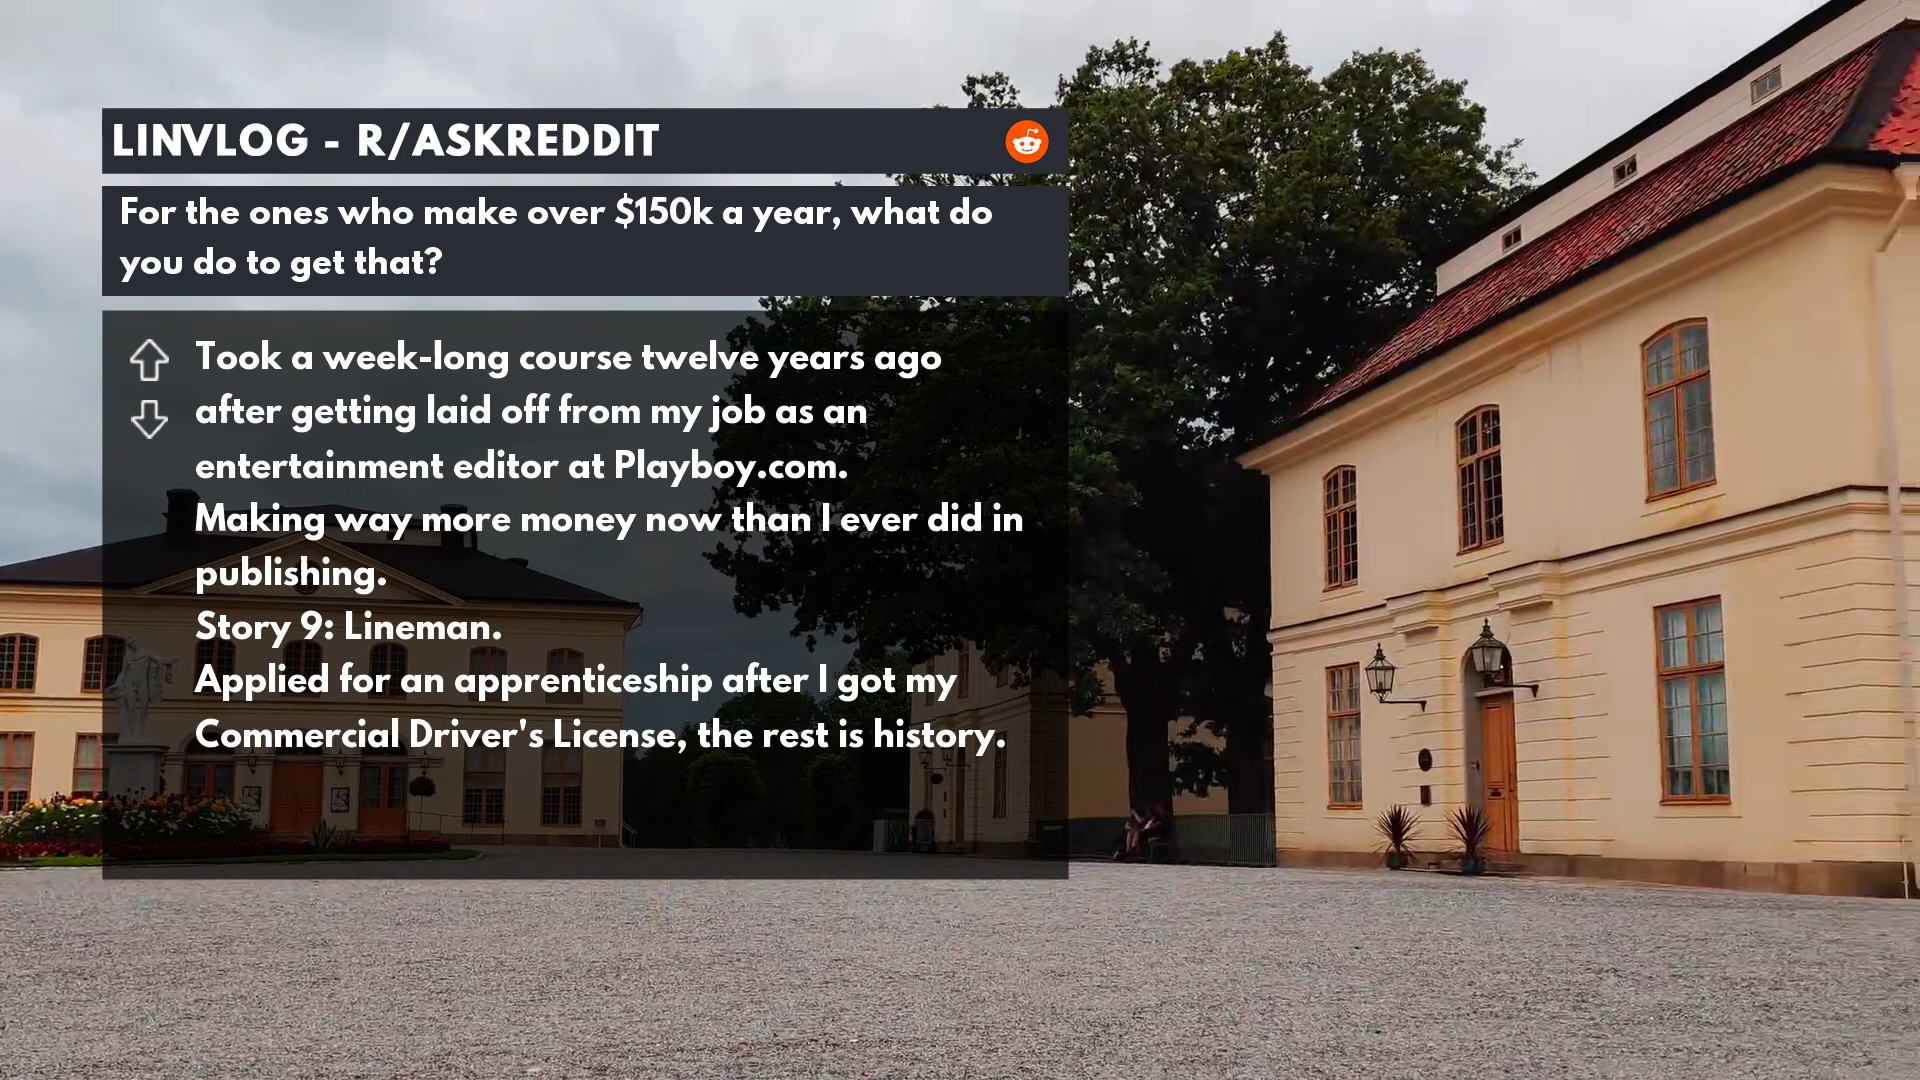 LINVLOG - R/ASKREDDIT
For the ones who make over $150k a year, what do
you do to get that?
Took a week-long course twelve years ago
after getting laid off from my job as an
entertainment editor at Playboy.com.
Making way more money now than I ever did in
publishing.
Story 9: Lineman.
Applied for an apprenticeship after I got my
Commercial Driver's License, the rest is history.